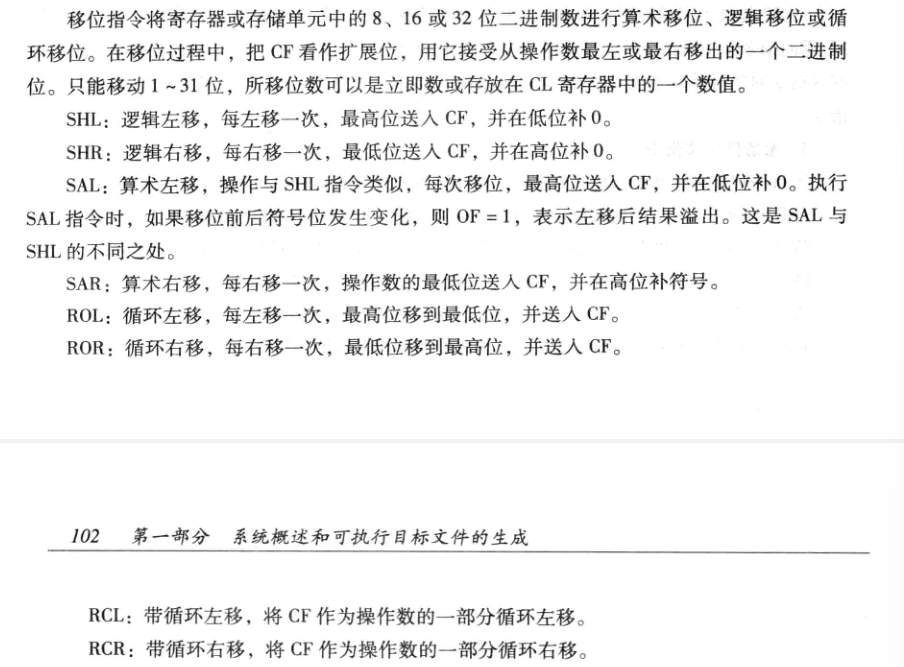 移位指令将寄存器或存储单元中的 8、16 或 32 位二进制数进行算术移位、逻辑移位或循
环移位。在移位过程中，把 CF 看作扩展位，用它接受从操作数最左或最右移出的一个二进制
位。只能移动 1 ~ 31 位，所移位数可以是立即数或存放在 CL 寄存器中的一个数值。
SHL：逻辑左移，每左移一次，最高位送入 CF，并在低位补 0。
SHR：逻辑右移，每右移一次，最低位送入 CF，并在高位补 0。
SAL：算术左移，操作与 SHL 指令类似，每次移位，最高位送入 CF，并在低位补 0。执行
SAL 指令时，如果移位前后符号位发生变化，则 OF = 1，表示左移后结果溢出。这是 SAL 与
SHL 的不同之处。
SAR：算术右移，每右移一次，操作数的最低位送入 CF，并在高位补符号。
ROL：循环左移，每左移一次，最高位移到最低位，并送入 CF。
ROR：循环右移，每右移一次，最低位移到最高位，并送入 CF。
102 第一部分 系统概述和可执行目标文件的生成
RCL：带循环左移，将 CF 作为操作数的一部分循环左移。
RCR：带循环右移，将 CF 作为操作数的一部分循环右移。